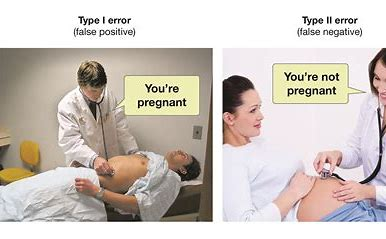 Type I error
(false positive)
You're
pregnant
Type II error
(false negative)
You're not
pregnant